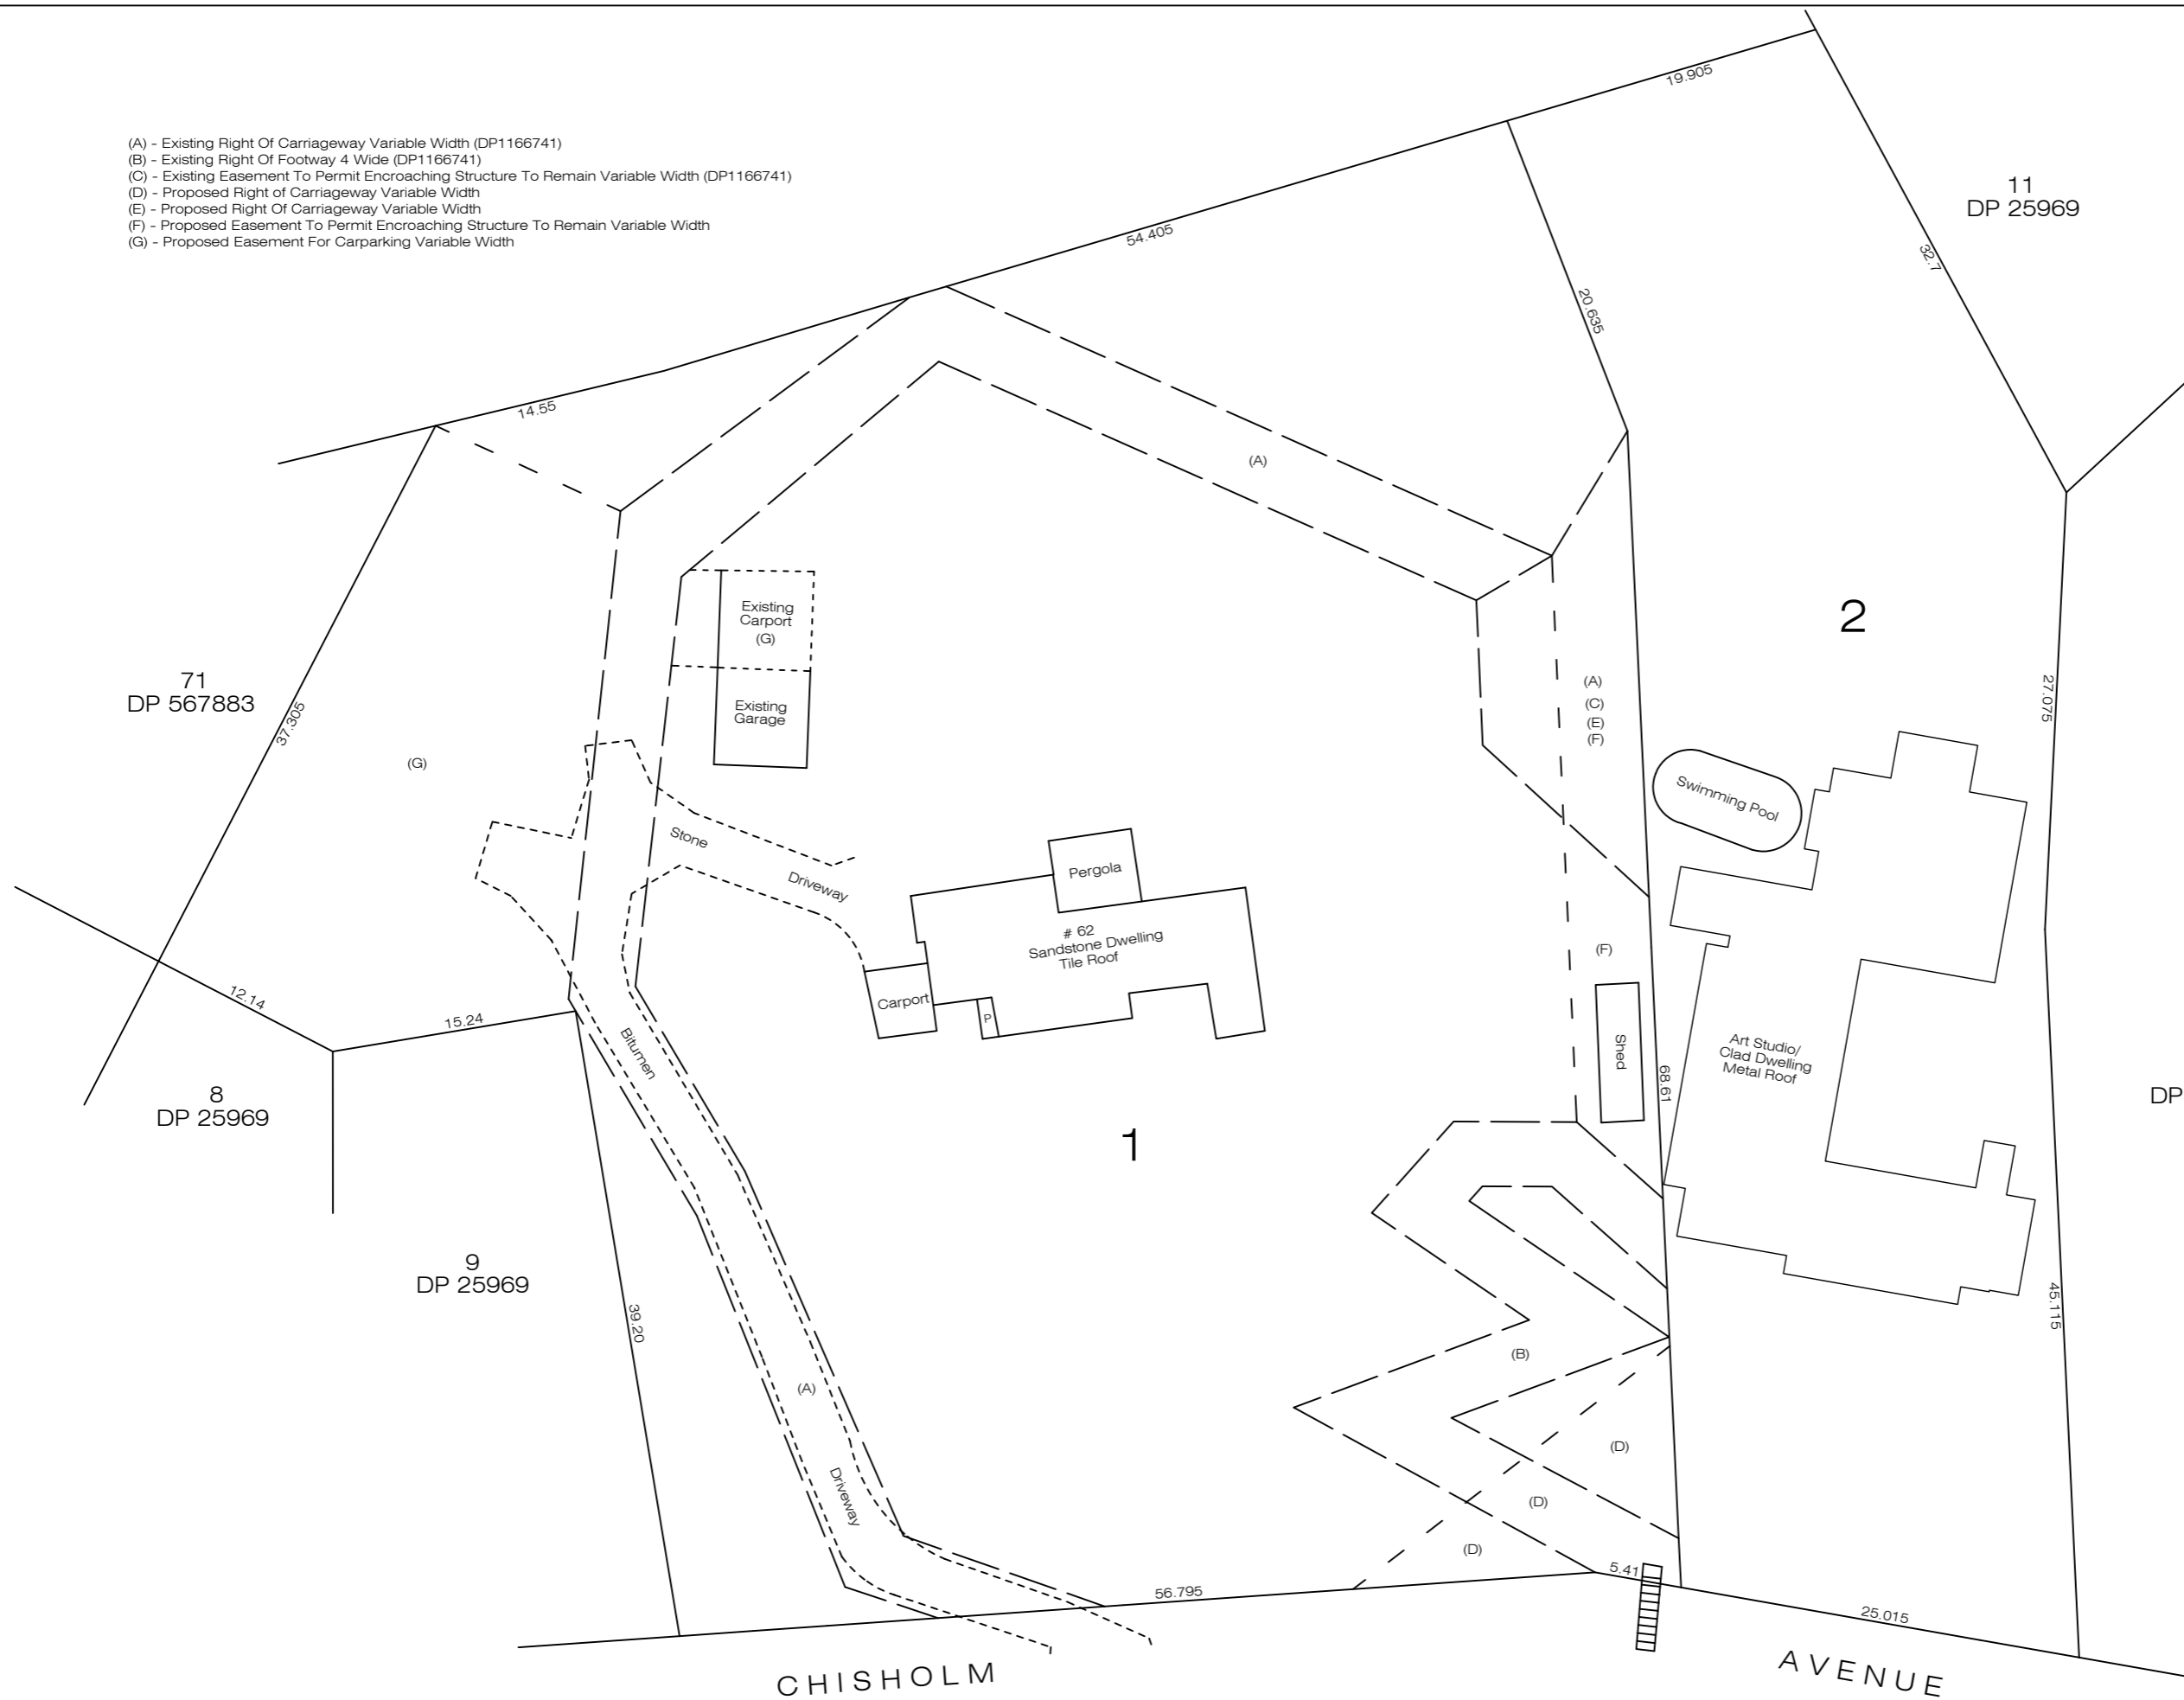 (A) - Existing Right Of Carriageway Variable Width (DP1166741)
(B) - Existing Right Of Footway 4 Wide (DP1166741)
(C) - Existing Easement To Permit Encroaching Structure To Remain Variable Width (DP1166741)
(D) - Proposed Right of Carriageway Variable Width
(E) - Proposed Right Of Carriageway Variable Width
(F) - Proposed Easement To Permit Encroaching Structure To Remain Variable Width
(G) - Proposed Easement For Carparking Variable Width
19.905
11
DP 25969
54.405
32.7
20.635
14.55
(A)
2
Existing
Carport
(G)
71
DP 567883
37.305
Existing
Garage
(G)
(A)
(C)
(E)
(F)
27.075
Swimming Pool
Stone
Driveway
Pergola
# 62
Sandstone Dwelling
Tile Roof
(F)
12.14
15.24
Carport
P
Bitumen
Shed
68.61
Art Studio/
Clad Dwelling
Metal Roof
DP
8
DP 25969
1
9
DP 25969
39.20
45.115
(B)
(A)
(D)
(D)
Driveway
(D)
5.41
56.795
25.015
CHISHOLM
AVENUE